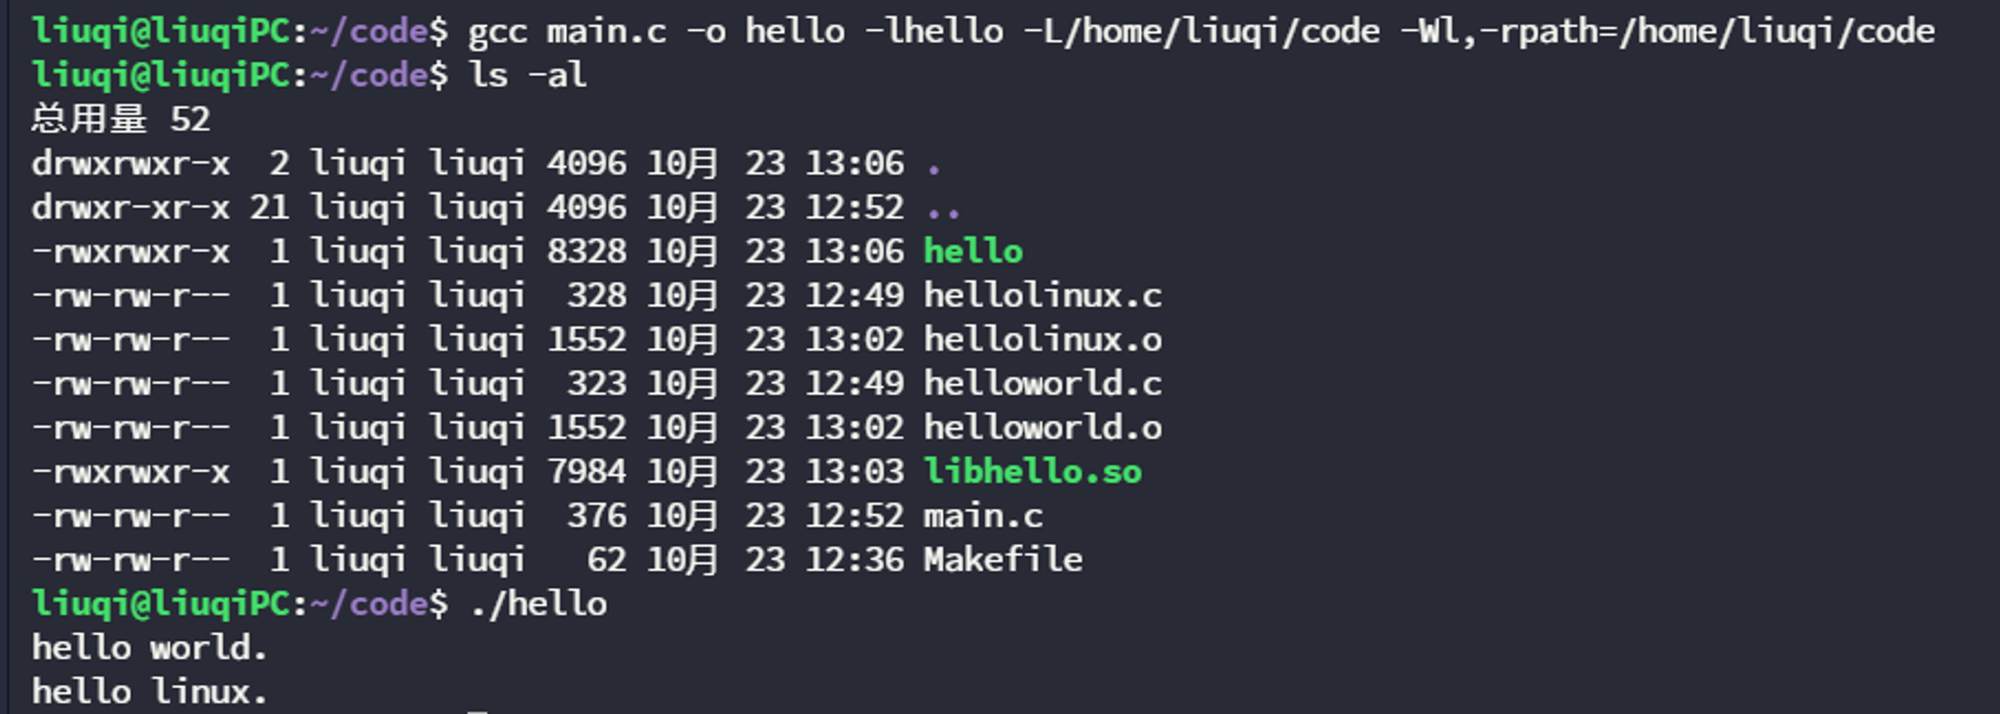 liuqi@liuqiPC:~/code$ gcc main.c -o hello -lhello -L/home/liuqi/code -Wl,-rpath=/home/liuqi/code
liuqi@liuqiPC:~/code$ ls -al
总用量 52
drwxrwxr-x  2 liuqi liuqi 4096 10月 23 13:06 .
drwxr-xr-x 21 liuqi liuqi 4096 10月 23 12:52 ..
-rwxrwxr-x  1 liuqi liuqi 8328 10月 23 13:06 hello
-rw-rw-r--  1 liuqi liuqi  328 10月 23 12:49 hellolinux.c
-rw-rw-r--  1 liuqi liuqi 1552 10月 23 13:02 hellolinux.o
-rw-rw-r--  1 liuqi liuqi  323 10月 23 12:49 helloworld.c
-rw-rw-r--  1 liuqi liuqi 1552 10月 23 13:02 helloworld.o
-rwxrwxr-x  1 liuqi liuqi 7984 10月 23 13:03 libhello.so
-rw-rw-r--  1 liuqi liuqi  376 10月 23 12:52 main.c
-rw-rw-r--  1 liuqi liuqi   62 10月 23 12:36 Makefile
liuqi@liuqiPC:~/code$ ./hello
hello world.
hello linux.